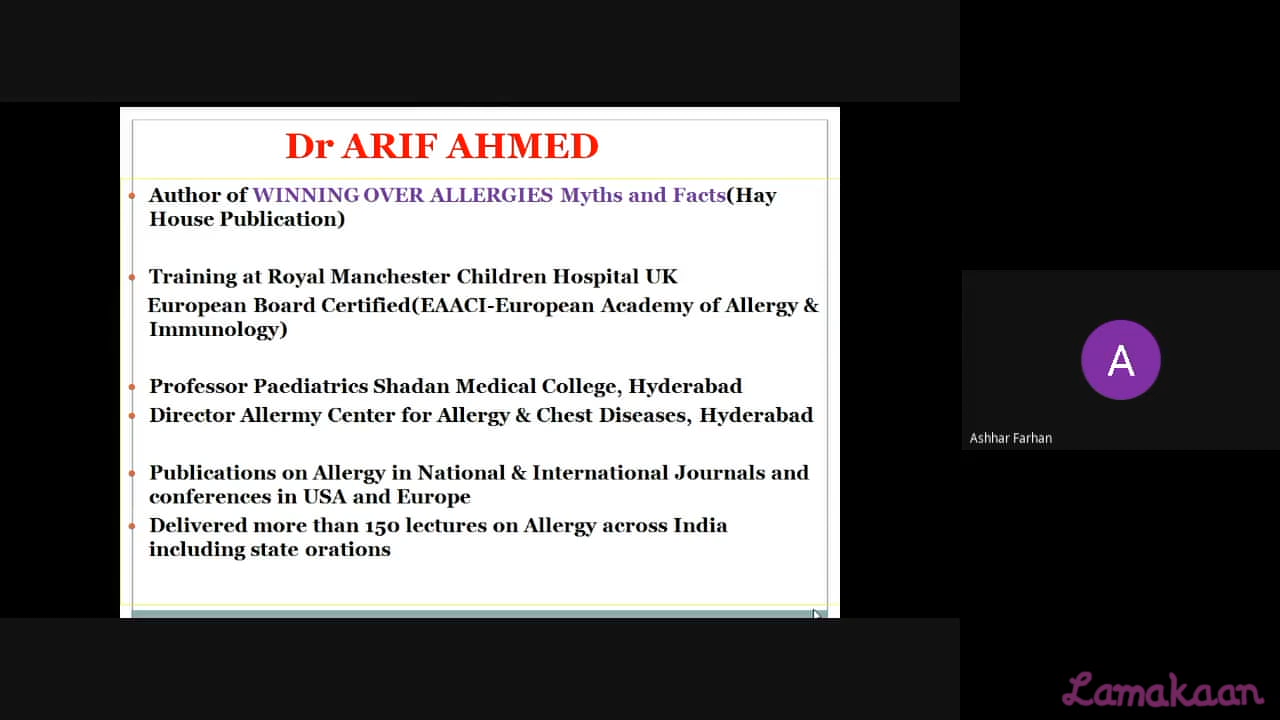 Dr ARIF AHMED
Author of WINNING OVER ALLERGIES Myths and Facts(Hay
House Publication)
Training at Royal Manchester Children Hospital UK
European Board Certified(EAACI-European Academy of Allergy &
Immunology)
Professor Paediatrics Shadan Medical College, Hyderabad
Director Allermy Center for Allergy & Chest Diseases, Hyderabad
Publications on Allergy in National & International Journals and
conferences in USA and Europe
Delivered more than 150 lectures on Allergy across India
including state orations
A
Ashhar Farhan
Lamakaan